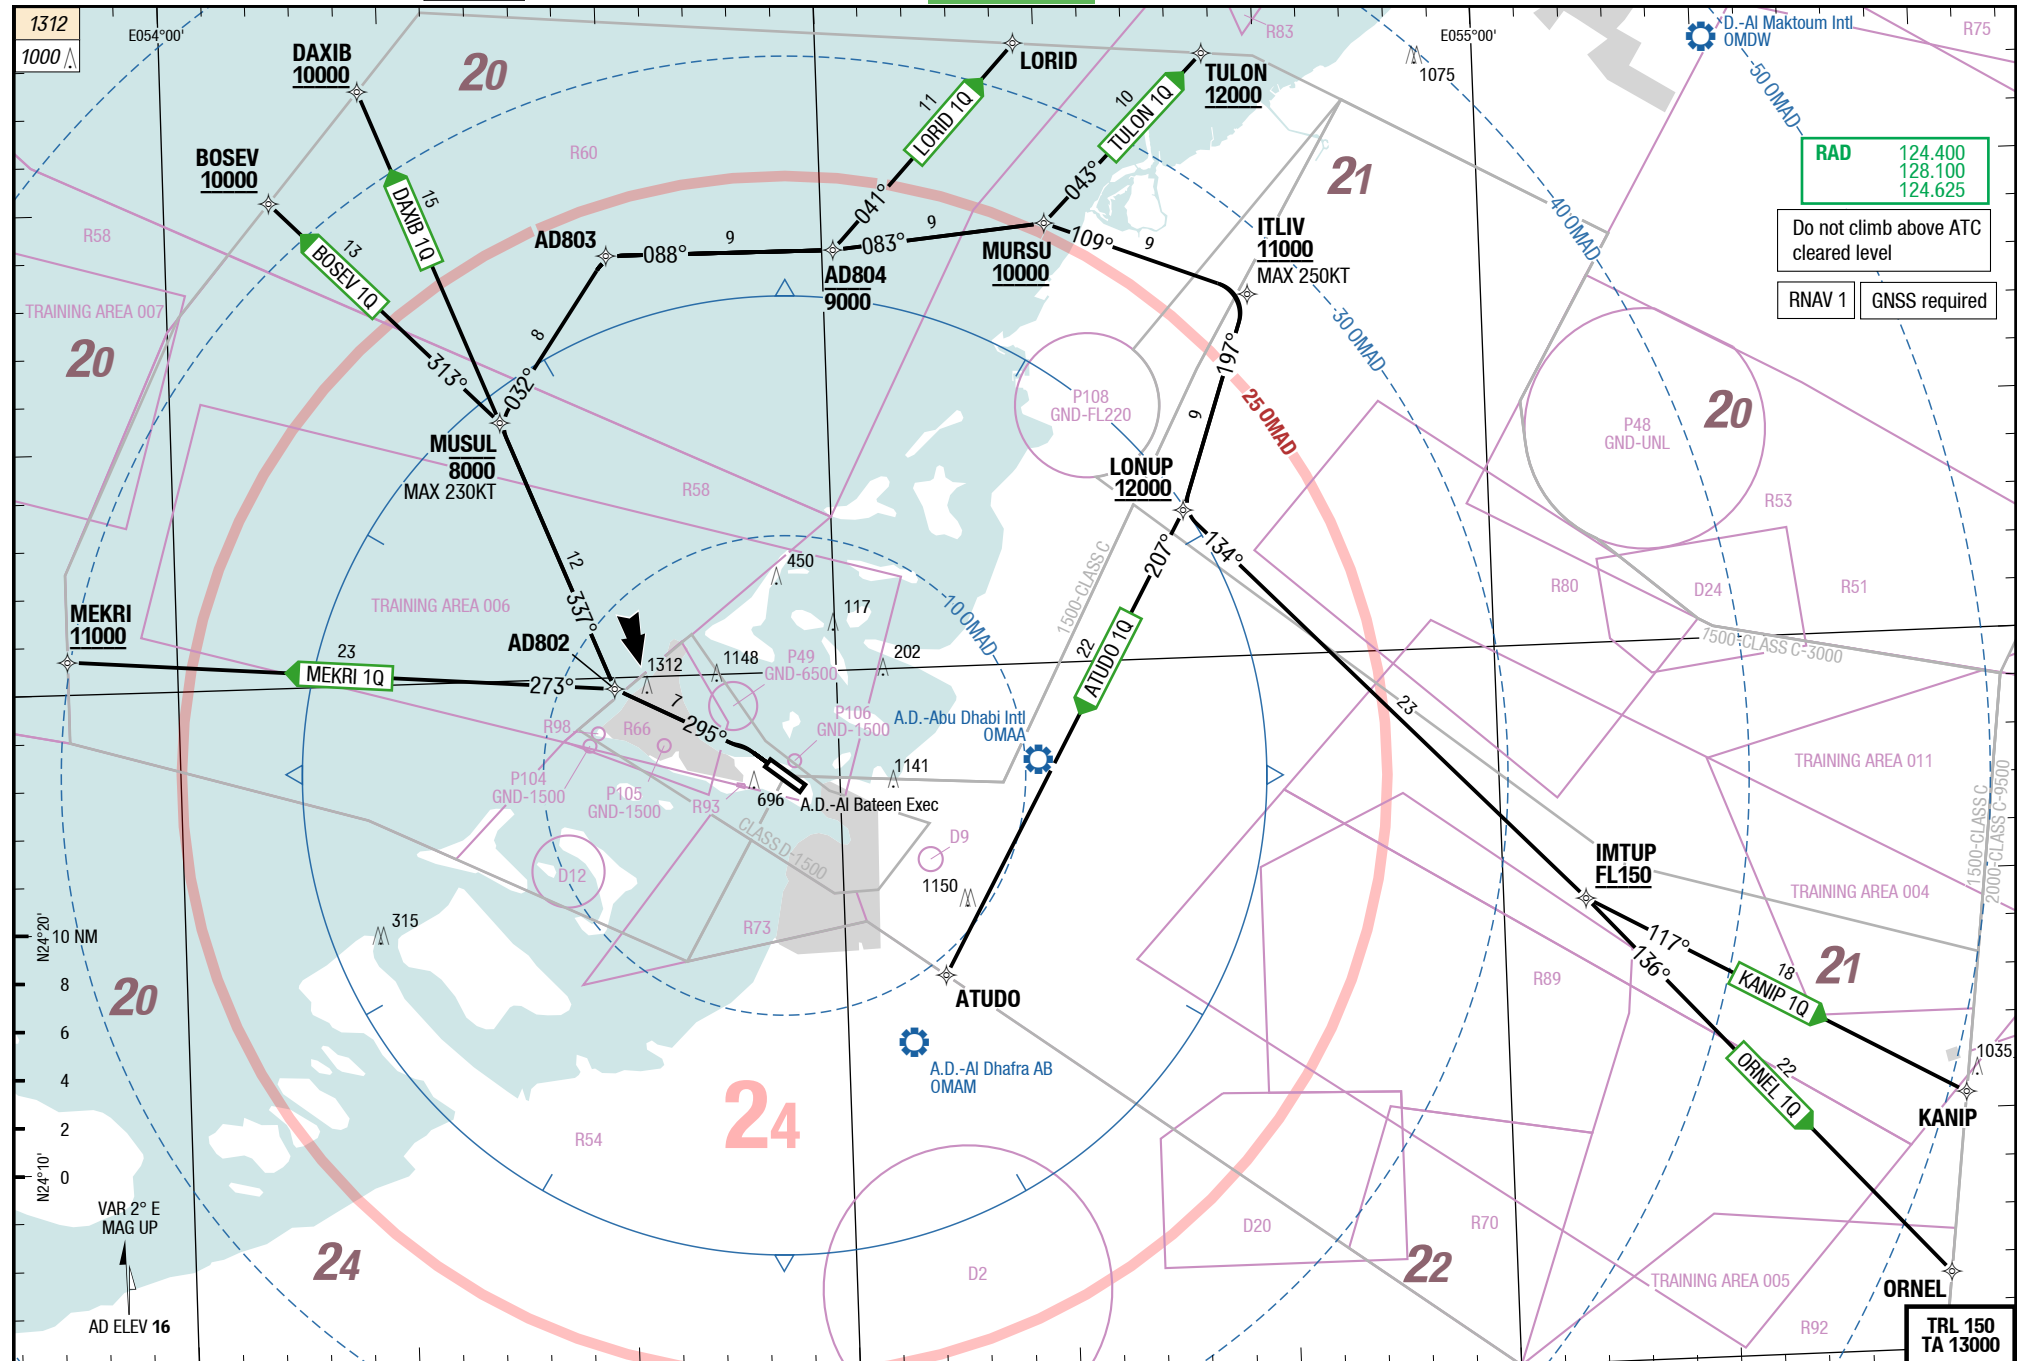 1312
1000
E054°00'
DAXIB
10000
20
LORID
R83
TULON
12000
E055°00'
1075
D.-Al Maktoum Intl
OMDW
R75
50 OMAD
11
LORID 1Q
10
TULON 1Q
BOSEV
10000
R60
15
DAXIB 1Q
041°
043°
21
RAD 124.400
128.100
124.625
40 OMAD
Do not climb above ATC
cleared level
RNAV 1
GNSS required
R58
13
BOSEV 1Q
AD803
088°
9
083°
9
AD804
9000
MURSU
10000
109°
9
ITLIV
11000
MAX 250KT
TRAINING AREA 007
20
30 OMAD
8
032°
313°
197°
9
P108
GND-FL220
25 OMAD
20
P48
GND-UNL
MUSUL
8000
MAX 230KT
R58
LONUP
12000
R53
134°
207°
12
337°
450
1500-CLASS C
R80
D24
R51
TRAINING AREA 006
117
10 OMAD
MEKRI
11000
AD802
23
MEKRI 1Q
273°
1312
1148
P49
GND-6500
202
22
ATUDO 1Q
1500-CLASS C-3000
7
295°
R98
R66
P106
GND-1500
A.D.-Abu Dhabi Intl
OMAA
23
P104
GND-1500
P105
GND-1500
R93
696
1141
A.D.-Al Bateen Exec
CLASS D-1500
TRAINING AREA 011
1500-CLASS C
2000-CLASS C-9500
D12
D9
1150
IMTUP
FL150
TRAINING AREA 004
315
R73
N24°20'
10 NM
8
6
4
2
0
N24°10'
20
117°
136°
R89
18
KANIP 1Q
21
ATUDO
A.D.-Al Dhafra AB
OMAM
22
ORNEL 1Q
1035
KANIP
24
R54
VAR 2° E
MAG UP
AD ELEV 16
24
D2
D20
R70
22
TRAINING AREA 005
ORNEL
R92
TRL 150
TA 13000